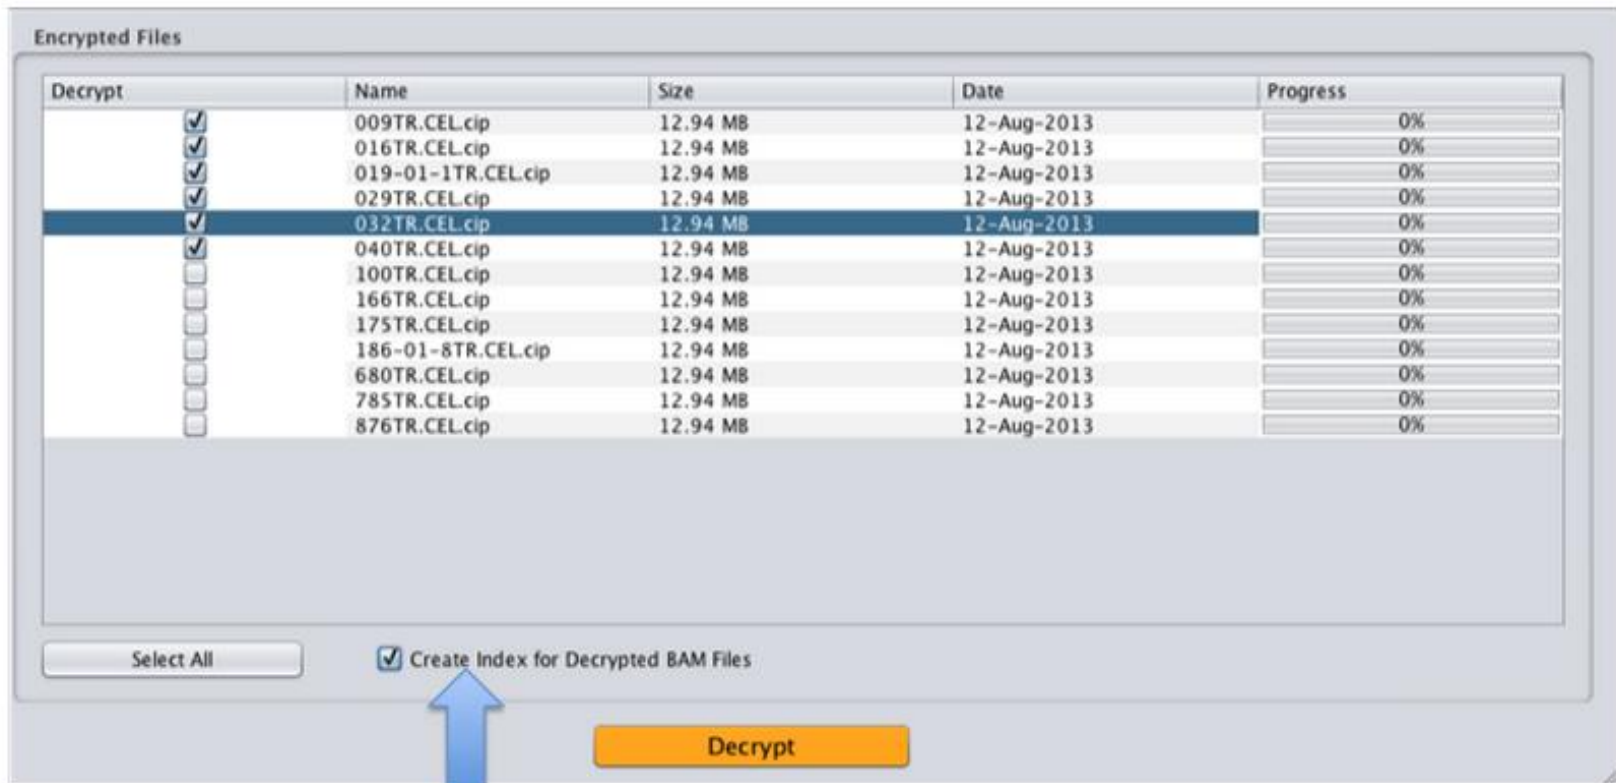 Encrypted Files
Decrypt Name Size Date Progress
009TR.CEL.cip 12.94 MB 12-Aug-2013 0%
016TR.CEL.cip 12.94 MB 12-Aug-2013 0%
019-01-1TR.CEL.cip 12.94 MB 12-Aug-2013 0%
029TR.CEL.cip 12.94 MB 12-Aug-2013 0%
032TR.CEL.cip 12.94 MB 12-Aug-2013 0%
040TR.CEL.cip 12.94 MB 12-Aug-2013 0%
100TR.CEL.cip 12.94 MB 12-Aug-2013 0%
166TR.CEL.cip 12.94 MB 12-Aug-2013 0%
175TR.CEL.cip 12.94 MB 12-Aug-2013 0%
186-01-8TR.CEL.cip 12.94 MB 12-Aug-2013 0%
680TR.CEL.cip 12.94 MB 12-Aug-2013 0%
785TR.CEL.cip 12.94 MB 12-Aug-2013 0%
876TR.CEL.cip 12.94 MB 12-Aug-2013 0%
Select All Create Index for Decrypted BAM Files
Decrypt